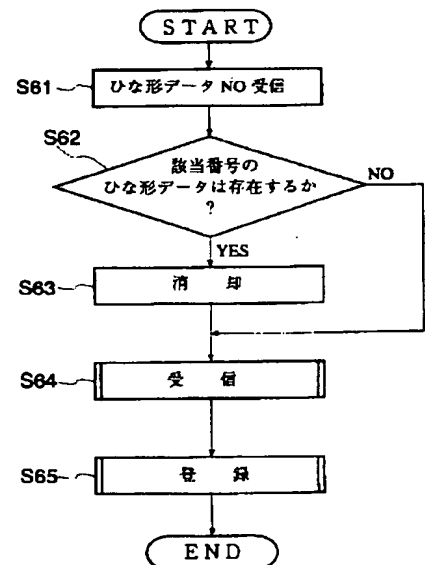 START
S61
ひな形データ NO 受信
S62
該当番号の
ひな形データは存在するか
?
NO
YES
S63
消 却
S64
受 信
S65
登 録
END